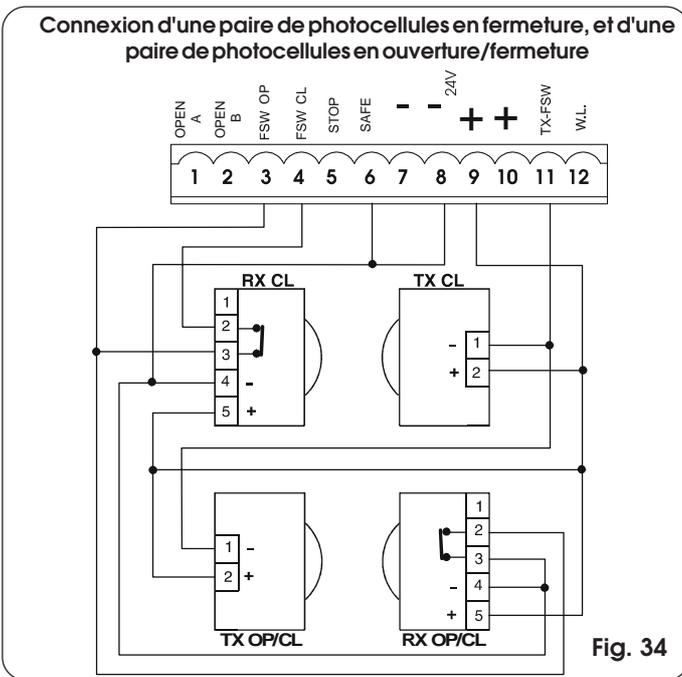 Connexion d'une paire de photocellules en fermeture, et d'une
paire de photocellules en ouverture/fermeture
OPEN A
OPEN B
FSW OP
FSW CL
STOP
SAFE
- - 24V
+ +
TX-FSW
W.L.
1 2 3 4 5 6 7 8 9 10 11 12
RX CL
1
2
3
4 -
5 +
TX CL
- 1
+ 2
1 -
2 +
TX OP/CL
1
2
3
- 4
+ 5
RX OP/CL
Fig. 34